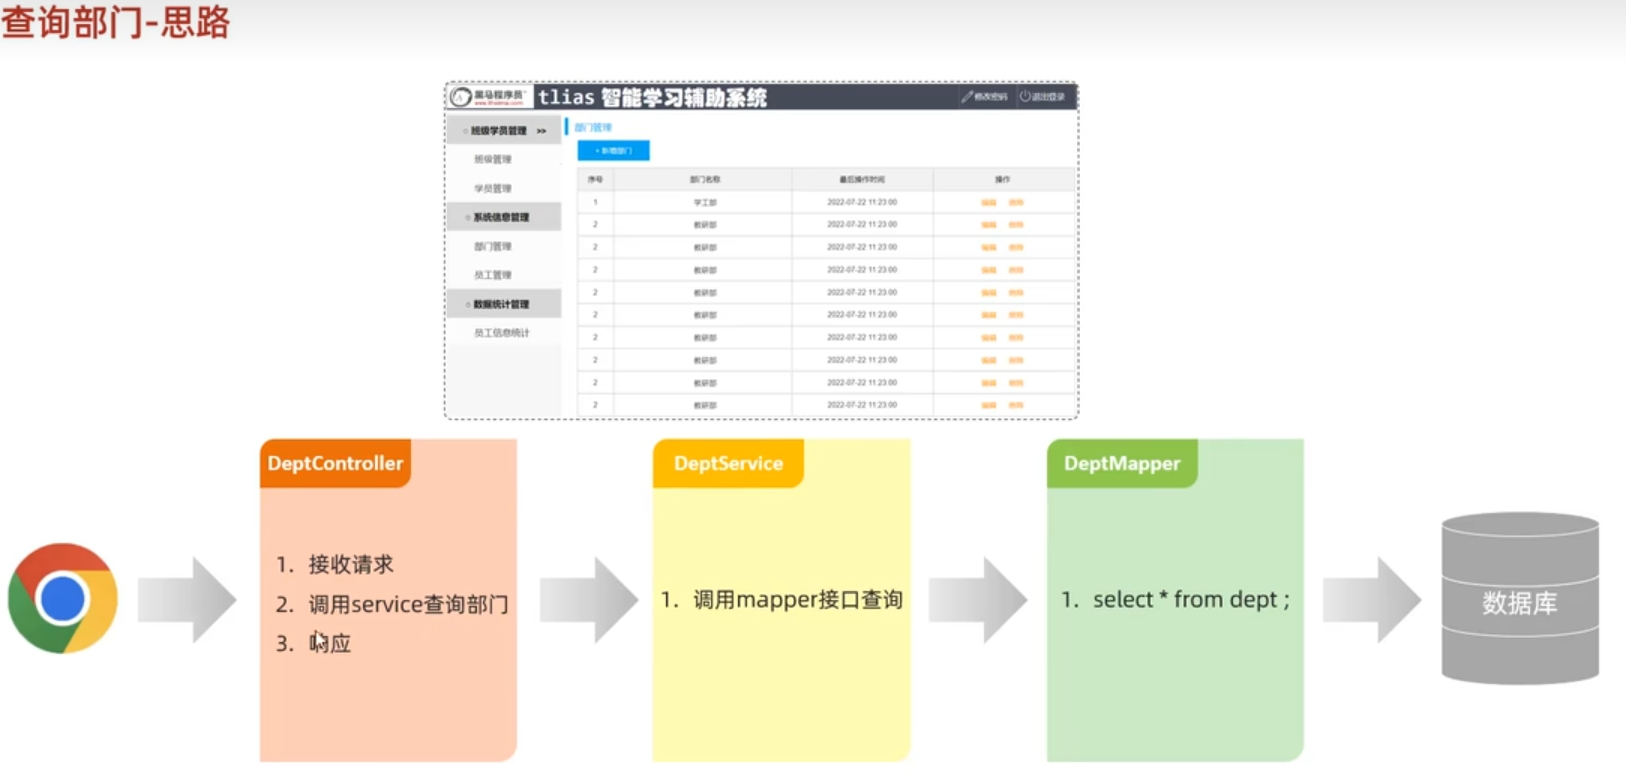 查询部门-思路
黑马程序员
www.itheima.com
tlias 智能学习辅助系统
修改密码
退出登录
班级学员管理 >>
班级管理
学员管理
系统信息管理
部门管理
员工管理
数据统计管理
员工信息统计
部门管理
+ 新增部门
序号 部门名称 最后操作时间 操作
1 学工部 2022-07-22 11:23:00 编辑 删除
2 教研部 2022-07-22 11:23:00 编辑 删除
2 教研部 2022-07-22 11:23:00 编辑 删除
2 教研部 2022-07-22 11:23:00 编辑 删除
2 教研部 2022-07-22 11:23:00 编辑 删除
2 教研部 2022-07-22 11:23:00 编辑 删除
2 教研部 2022-07-22 11:23:00 编辑 删除
2 教研部 2022-07-22 11:23:00 编辑 删除
2 教研部 2022-07-22 11:23:00 编辑 删除
2 教研部 2022-07-22 11:23:00 编辑 删除
DeptController
1. 接收请求
2. 调用service查询部门
3. 响应
DeptService
1. 调用mapper接口查询
DeptMapper
1. select * from dept ;
数据库